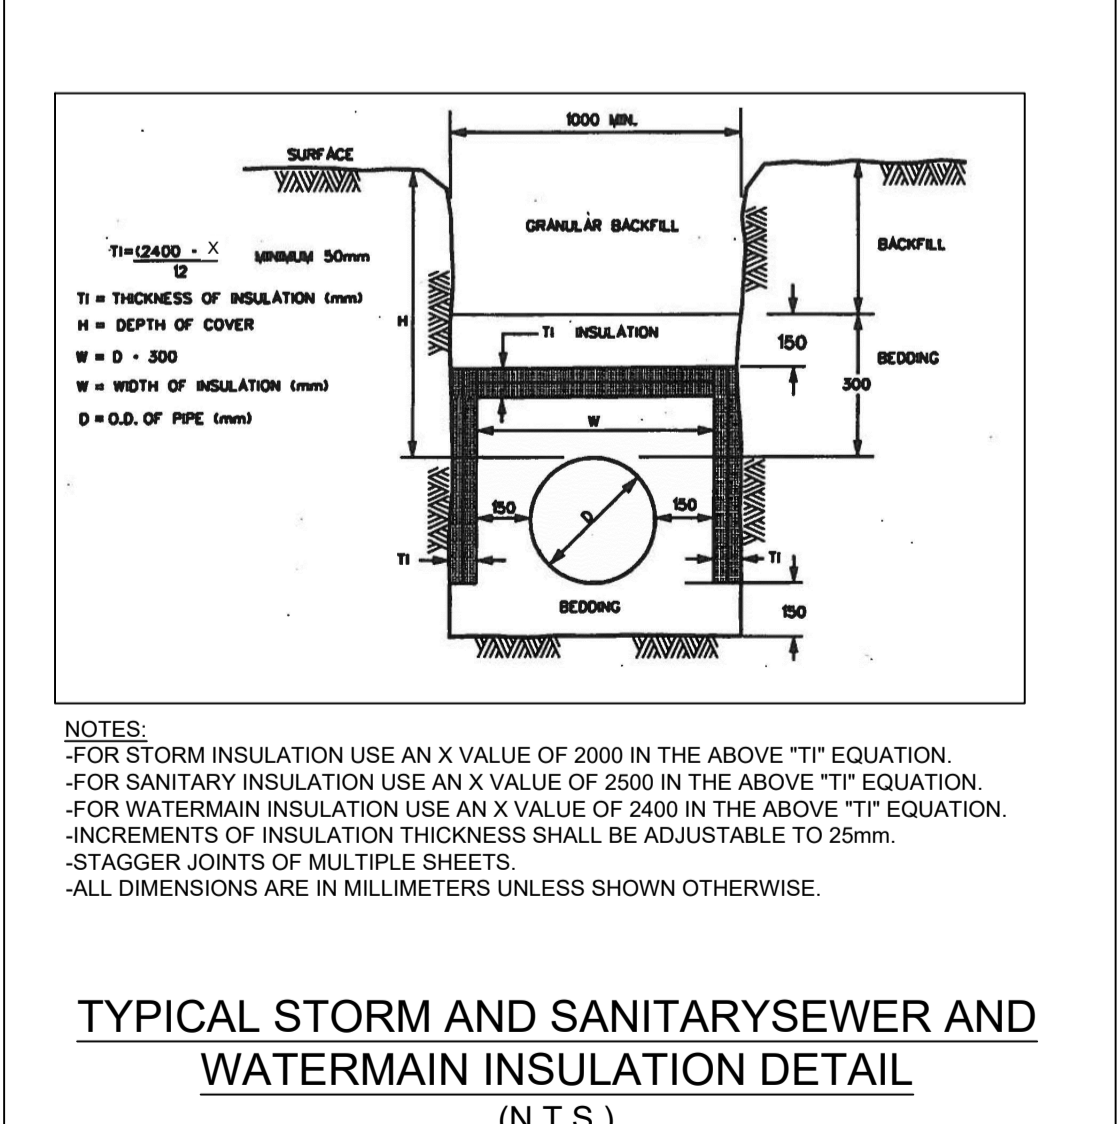 1000 MIN.
SURFACE
GRANULAR BACKFILL
BACKFILL
TI=(2400 - X
12
MINIMUM 50mm
TI = THICKNESS OF INSULATION (mm)
H = DEPTH OF COVER
W = D + 300
W = WIDTH OF INSULATION (mm)
D = O.D. OF PIPE (mm)
H
TI INSULATION
150
BEDDING
300
W
150
D
150
TI
TI
BEDDING
150
NOTES:
-FOR STORM INSULATION USE AN X VALUE OF 2000 IN THE ABOVE "TI" EQUATION.
-FOR SANITARY INSULATION USE AN X VALUE OF 2500 IN THE ABOVE "TI" EQUATION.
-FOR WATERMAIN INSULATION USE AN X VALUE OF 2400 IN THE ABOVE "TI" EQUATION.
-INCREMENTS OF INSULATION THICKNESS SHALL BE ADJUSTABLE TO 25mm.
-STAGGER JOINTS OF MULTIPLE SHEETS.
-ALL DIMENSIONS ARE IN MILLIMETERS UNLESS SHOWN OTHERWISE.
TYPICAL STORM AND SANITARYSEWER AND
WATERMAIN INSULATION DETAIL
(N.T.S.)